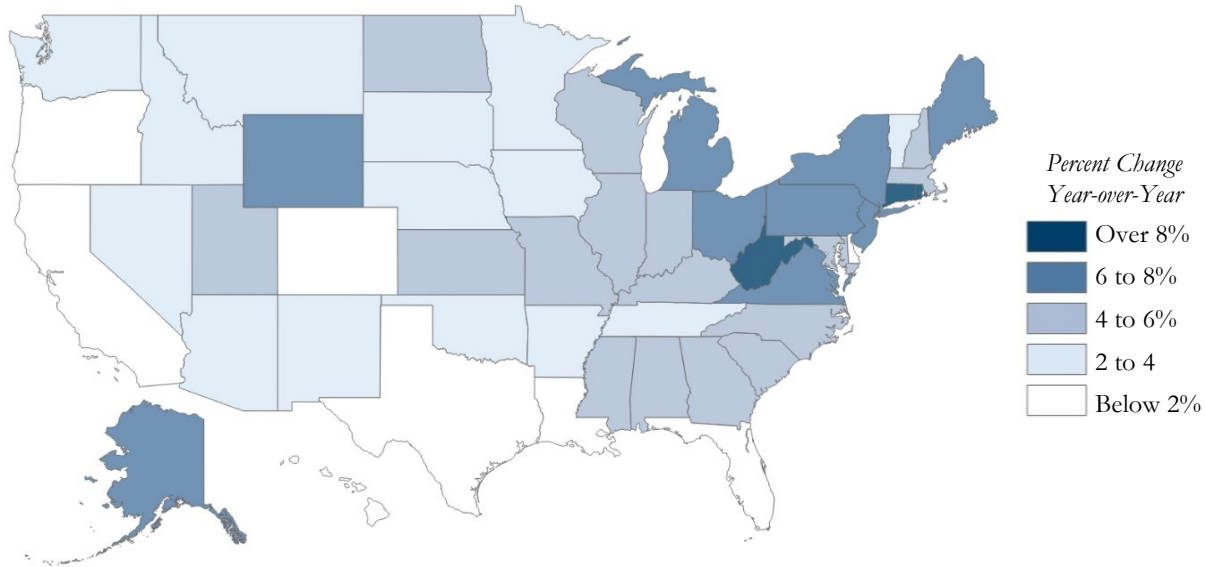 Percent Change
Year-over-Year
Over 8%
6 to 8%
4 to 6%
2 to 4
Below 2%